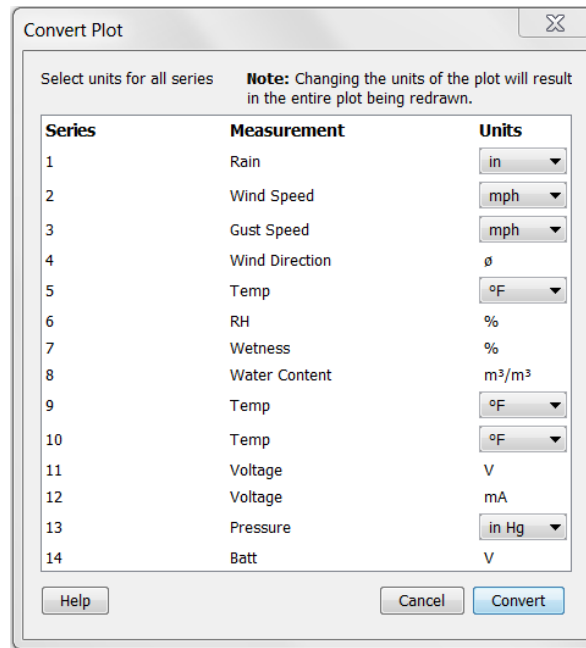 Convert Plot
Select units for all series
Note: Changing the units of the plot will result
in the entire plot being redrawn.
Series Measurement Units
1 Rain in
2 Wind Speed mph
3 Gust Speed mph
4 Wind Direction ø
5 Temp ºF
6 RH %
7 Wetness %
8 Water Content m³/m³
9 Temp ºF
10 Temp ºF
11 Voltage V
12 Voltage mA
13 Pressure in Hg
14 Batt V
Help Cancel Convert